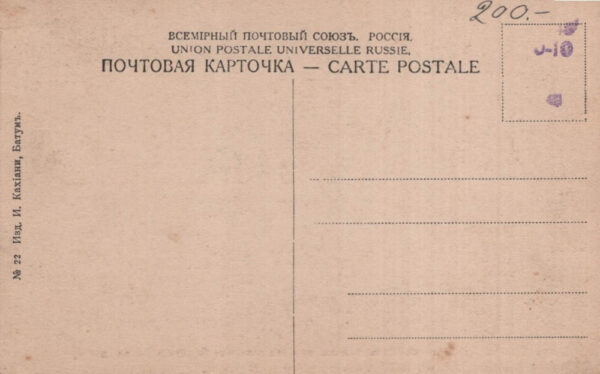 200.-
ВСЕМІРНЫЙ ПОЧТОВЫЙ СОЮЗЪ. РОССІЯ.
UNION POSTALE UNIVERSELLE RUSSIE.
ПОЧТОВАЯ КАРТОЧКА — CARTE POSTALE
№ 22 Изд. И. Кахіани, Батумъ.